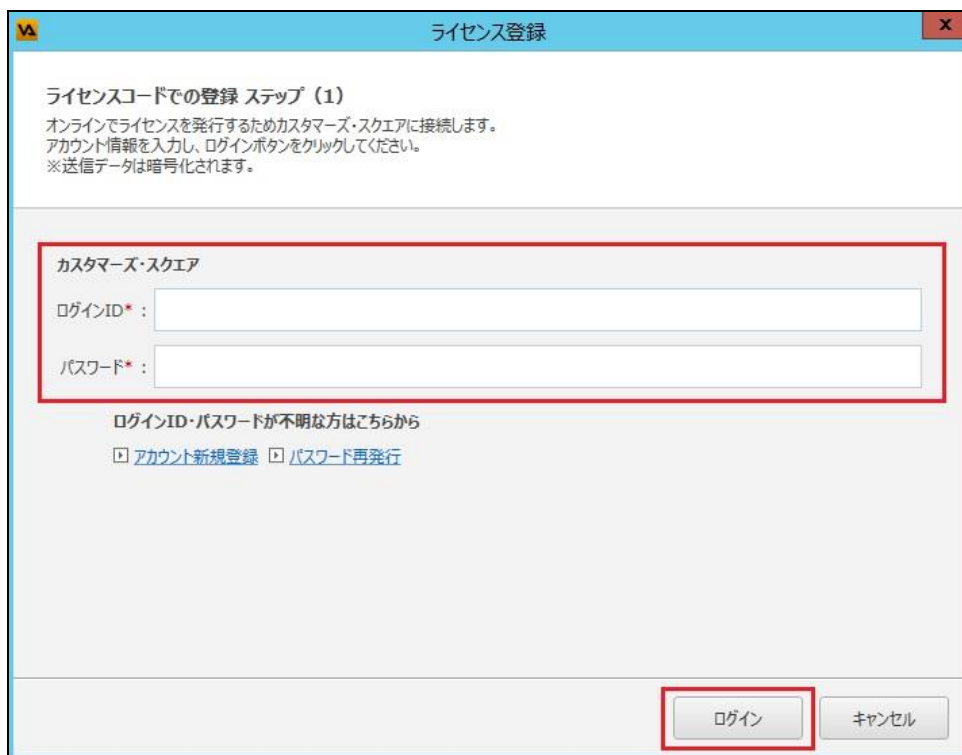 ライセンス登録
ライセンスコードでの登録 ステップ（1）
オンラインでライセンスを発行するためカスタマーズ・スクエアに接続します。
アカウント情報を入力し、ログインボタンをクリックしてください。
※送信データは暗号化されます。
カスタマーズ・スクエア
ログインID*：
パスワード*：
ログインID・パスワードが不明な方はこちらから
アカウント新規登録 パスワード再発行
ログイン キャンセル